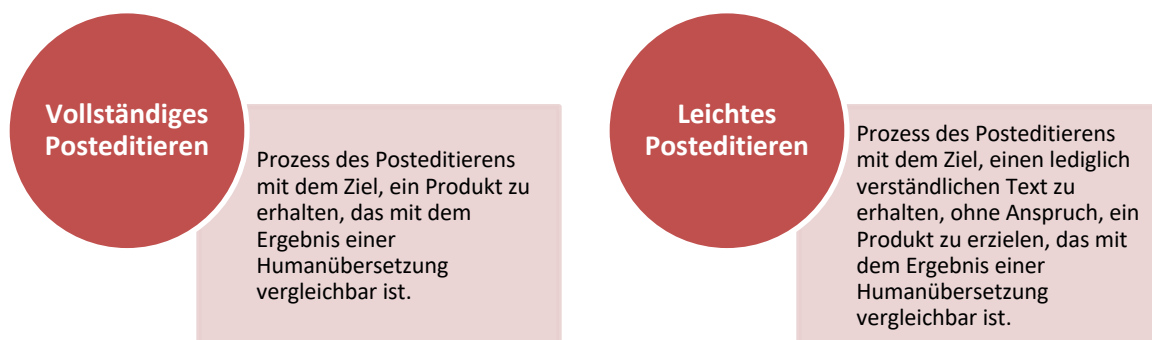 Vollständiges
Posteditieren
Prozess des Posteditierens
mit dem Ziel, ein Produkt zu
erhalten, das mit dem
Ergebnis einer
Humanübersetzung
vergleichbar ist.
Leichtes
Posteditieren
Prozess des Posteditierens
mit dem Ziel, einen lediglich
verständlichen Text zu
erhalten, ohne Anspruch, ein
Produkt zu erzielen, das mit
dem Ergebnis einer
Humanübersetzung
vergleichbar ist.